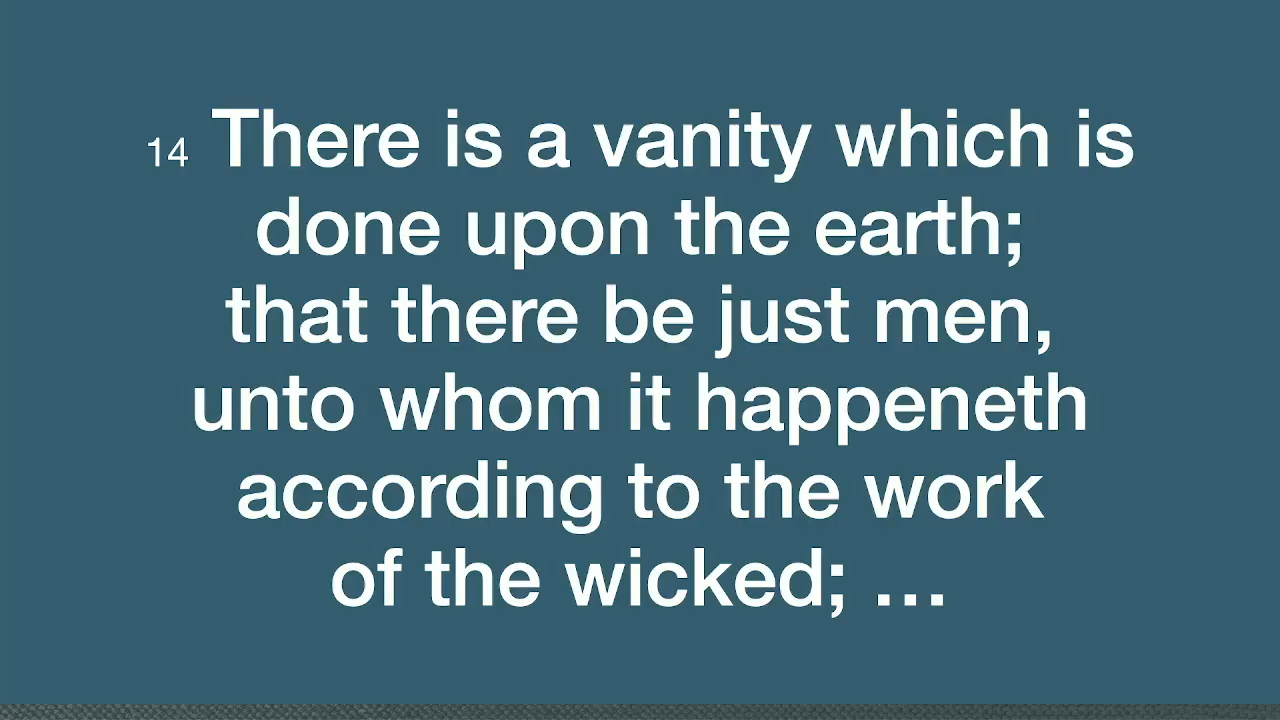 14 There is a vanity which is
done upon the earth;
that there be just men,
unto whom it happeneth
according to the work
of the wicked; ...